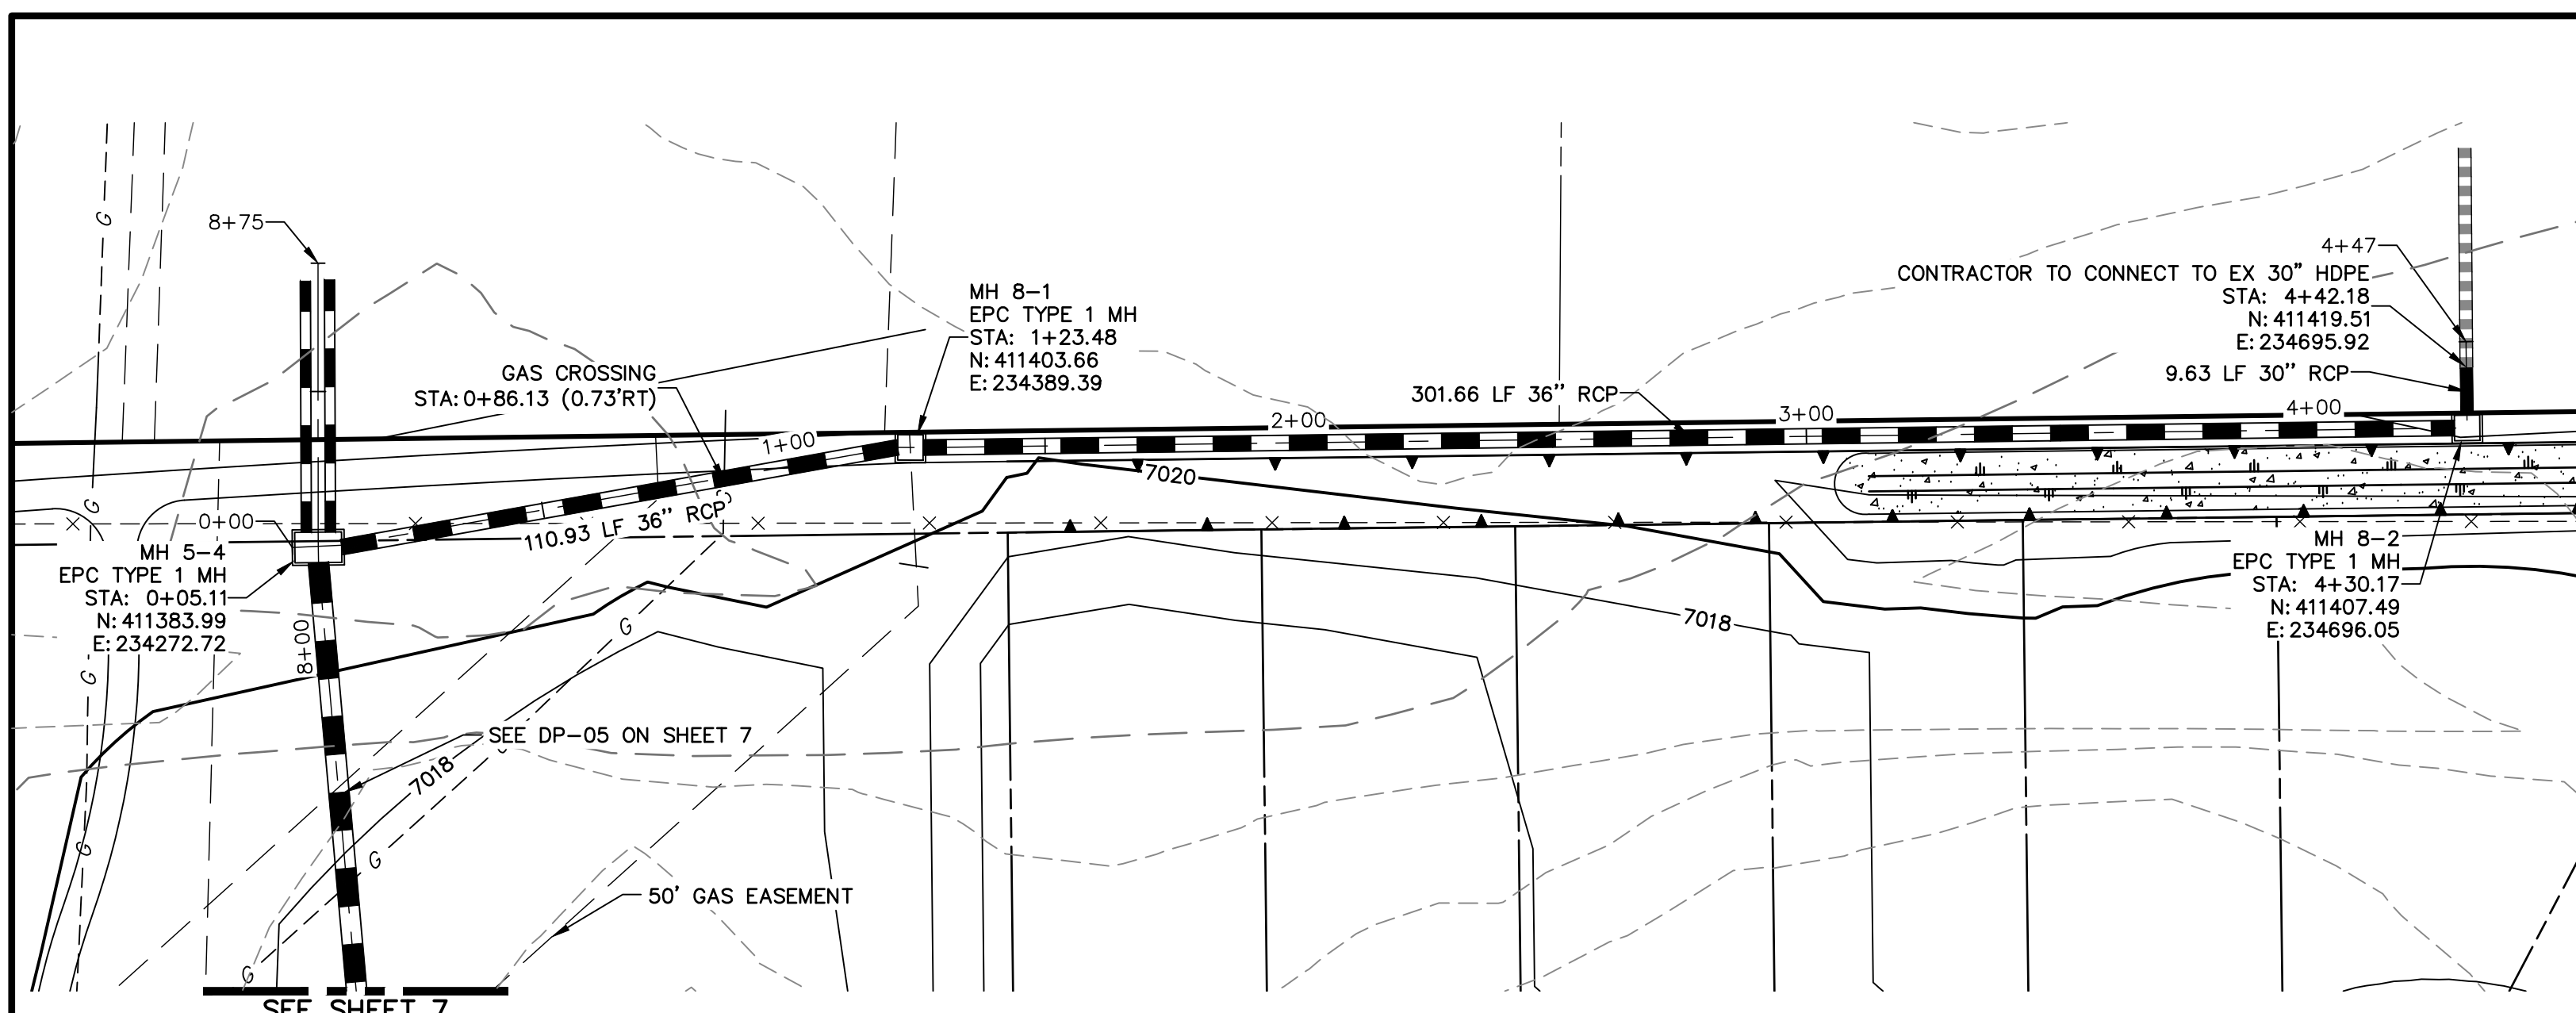 8+75
MH 8-1
EPC TYPE 1 MH
STA: 1+23.48
N: 411403.66
E: 234389.39
GAS CROSSING
STA: 0+86.13 (0.73'RT)
4+47
CONTRACTOR TO CONNECT TO EX 30" HDPE
STA: 4+42.18
N: 411419.51
E: 234695.92
9.63 LF 30" RCP
301.66 LF 36" RCP
1+00
2+00
3+00
4+00
7020
0+00
110.93 LF 36" RCP
MH 5-4
EPC TYPE 1 MH
STA: 0+05.11
N: 411383.99
E: 234272.72
MH 8-2
EPC TYPE 1 MH
STA: 4+30.17
N: 411407.49
E: 234696.05
8+00
7018
SEE DP-05 ON SHEET 7
7018
50' GAS EASEMENT
G
G
G
G
G
G
G
SEE SHEET 7